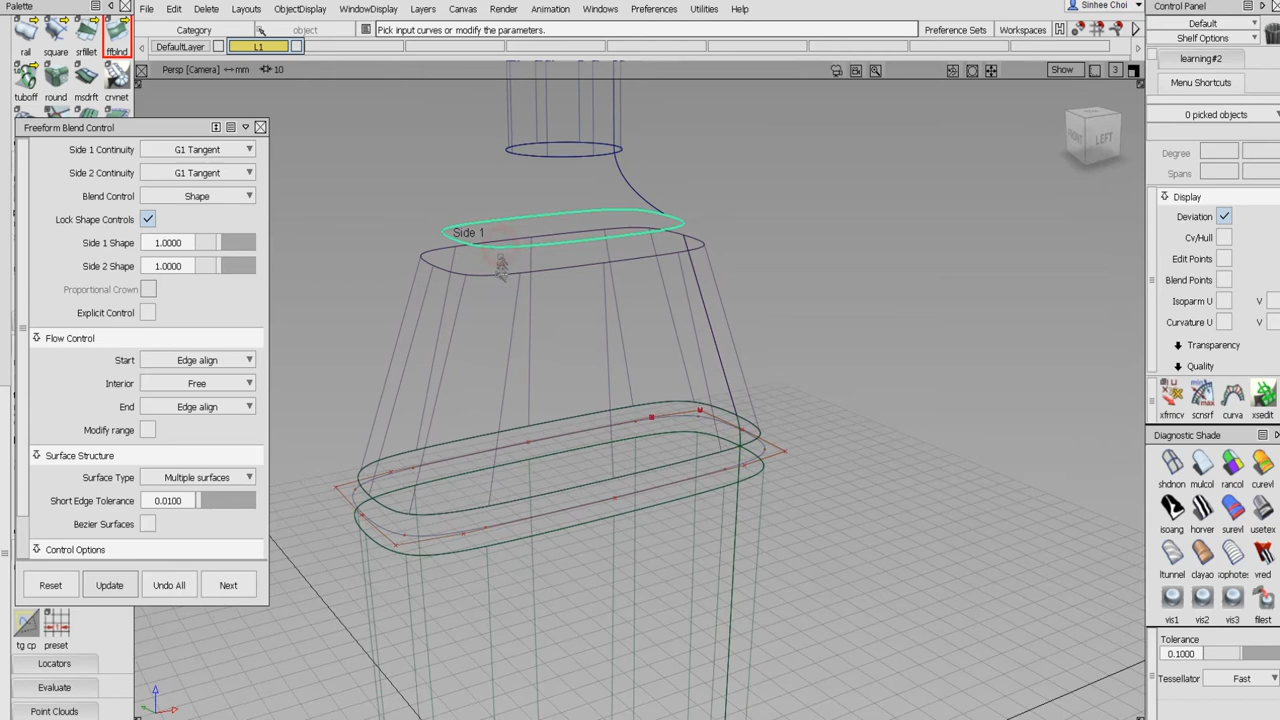 Palette
File
Edit
Delete
Layouts
ObjectDisplay
WindowDisplay
Layers
Canvas
Render
Animation
Windows
Preferences
Utilities
Help
Sinhee Choi
Control Panel
Category
object
Pick input curves or modify the parameters.
Preference Sets
Workspaces
Default
Shelf Options
DefaultLayer
L1
learning#2
rail
square
srfillet
ffblnd
Persp [Camera]
mm
10
Show
3
Menu Shortcuts
tuboff
round
msdrft
crvnet
0 picked objects
Freeform Blend Control
FRONT
LEFT
Side 1 Continuity
G1 Tangent
Side 2 Continuity
G1 Tangent
Blend Control
Shape
Lock Shape Controls
Side 1 Shape
1.0000
Side 2 Shape
1.0000
Proportional Crown
Explicit Control
Flow Control
Start
Edge align
Interior
Free
End
Edge align
Modify range
Surface Structure
Surface Type
Multiple surfaces
Short Edge Tolerance
0.0100
Bezier Surfaces
Control Options
Reset
Update
Undo All
Next
tg cp
preset
Locators
Evaluate
Point Clouds
Side 1
Degree
Spans
Display
Deviation
Cv/Hull
Edit Points
Blend Points
Isoparm U
V
Curvature U
V
Transparency
Quality
xfrmcv
scnsrf
curva
xsedit
Diagnostic Shade
shdnon
mulcol
rancol
curevl
isoang
horver
surevl
usetex
ltunnel
clayao
sophotes
vred
vis1
vis2
vis3
filest
Tolerance
0.1000
Tessellator
Fast